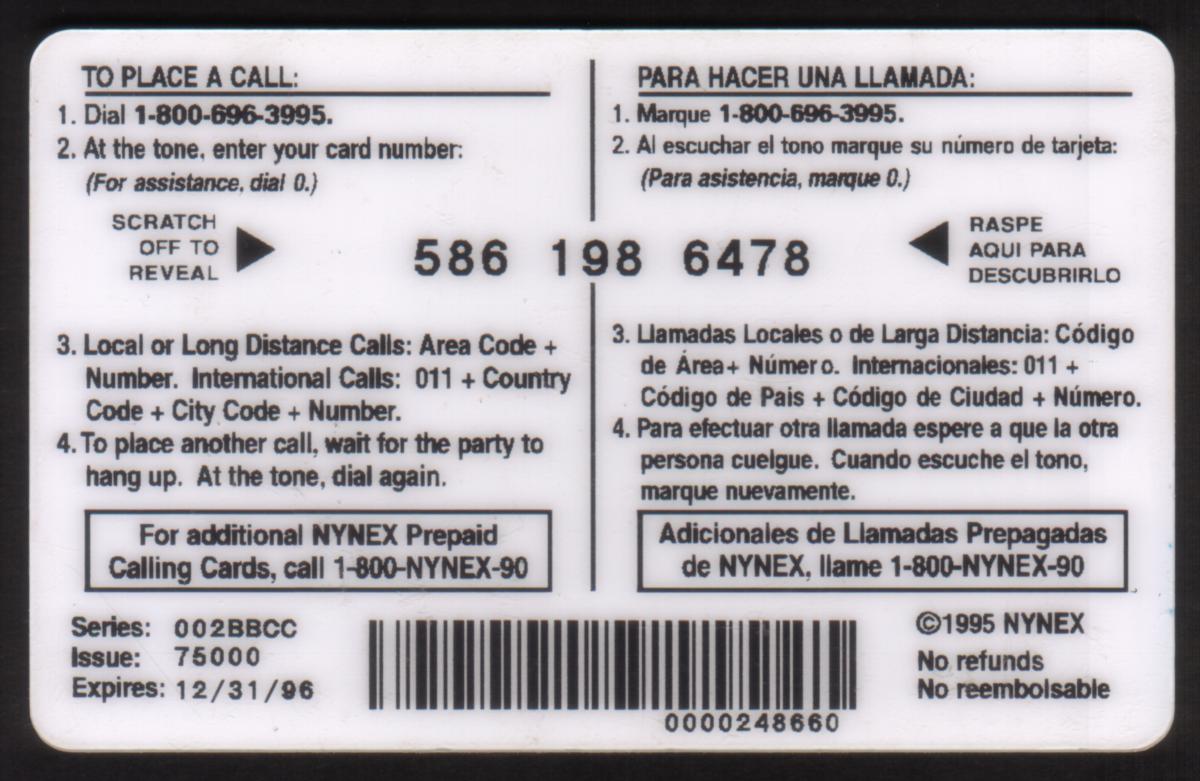 TO PLACE A CALL:
1. Dial 1-800-696-3995.
2. At the tone, enter your card number:
(For assistance, dial 0.)
SCRATCH
OFF TO
REVEAL
PARA HACER UNA LLAMADA:
1. Marque 1-800-696-3995.
2. Al escuchar el tono marque su número de tarjeta:
(Para asistencia, marque 0.)
586 198 6478
RASPE
AQUI PARA
DESCUBRIRLO
3. Local or Long Distance Calls: Area Code +
Number. International Calls: 011 + Country
Code + City Code + Number.
4. To place another call, wait for the party to
hang up. At the tone, dial again.
For additional NYNEX Prepaid
Calling Cards, call 1-800-NYNEX-90
3. Llamadas Locales o de Larga Distancia: Código
de Área+ Número. Internacionales: 011 +
Código de Pais + Código de Ciudad + Número.
4. Para efectuar otra llamada espere a que la otra
persona cuelgue. Cuando escuche el tono,
marque nuevamente.
Adicionales de Llamadas Prepagadas
de NYNEX, llame 1-800-NYNEX-90
Series: 002BBCC
Issue: 75000
Expires: 12/31/96
0000248660
©1995 NYNEX
No refunds
No reembolsable